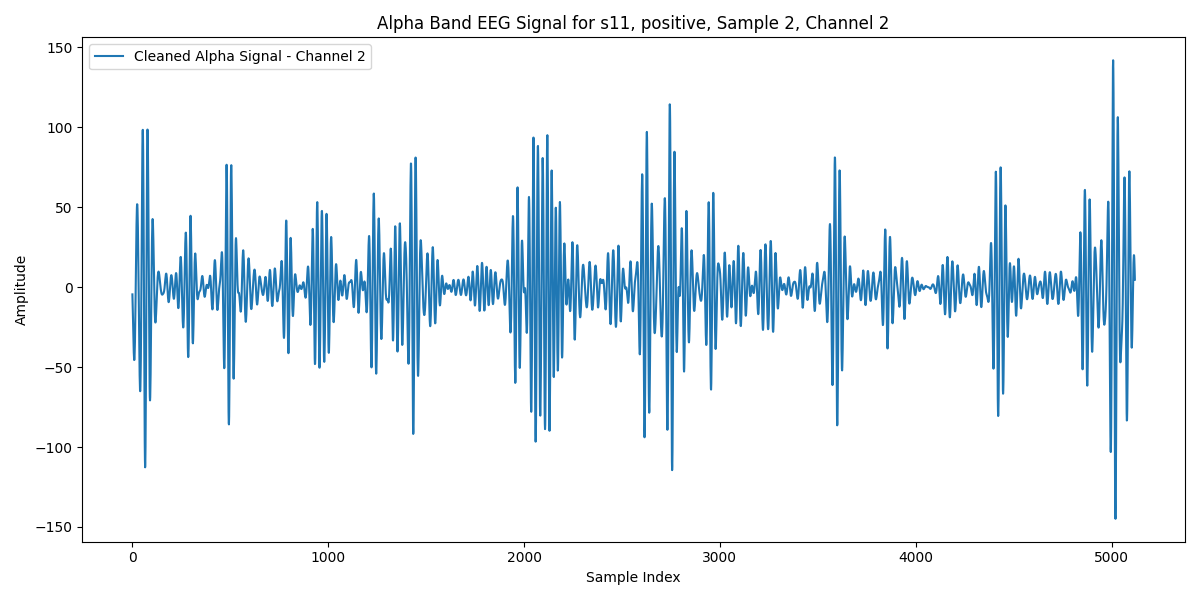 Alpha Band EEG Signal for s11, positive, Sample 2, Channel 2
Cleaned Alpha Signal - Channel 2
150
100
50
0
−50
−100
−150
Amplitude
0 1000 2000 3000 4000 5000
Sample Index